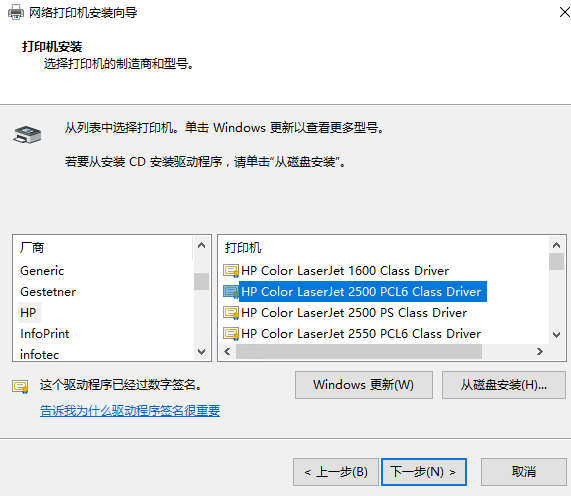 网络打印机安装向导
打印机安装
选择打印机的制造商和型号。
从列表中选择打印机。单击 Windows 更新以查看更多型号。
若要从安装 CD 安装驱动程序，请单击“从磁盘安装”。
厂商
Generic
Gestetner
HP
InfoPrint
infotec
打印机
HP Color LaserJet 1600 Class Driver
HP Color LaserJet 2500 PCL6 Class Driver
HP Color LaserJet 2500 PS Class Driver
HP Color LaserJet 2550 PCL6 Class Driver
这个驱动程序已经过数字签名。
告诉我为什么驱动程序签名很重要
Windows 更新(W)
从磁盘安装(H)...
< 上一步(B)
下一步(N) >
取消